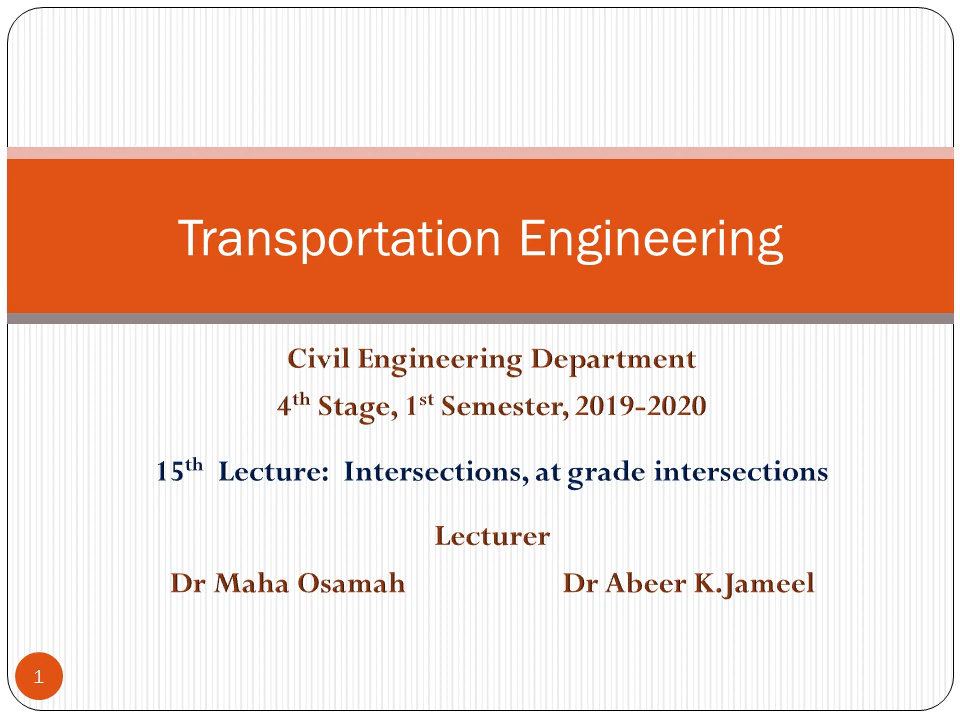 Transportation Engineering
Civil Engineering Department
4th Stage, 1st Semester, 2019-2020
15th Lecture: Intersections, at grade intersections
Lecturer
Dr Maha Osamah Dr Abeer K.Jameel
1